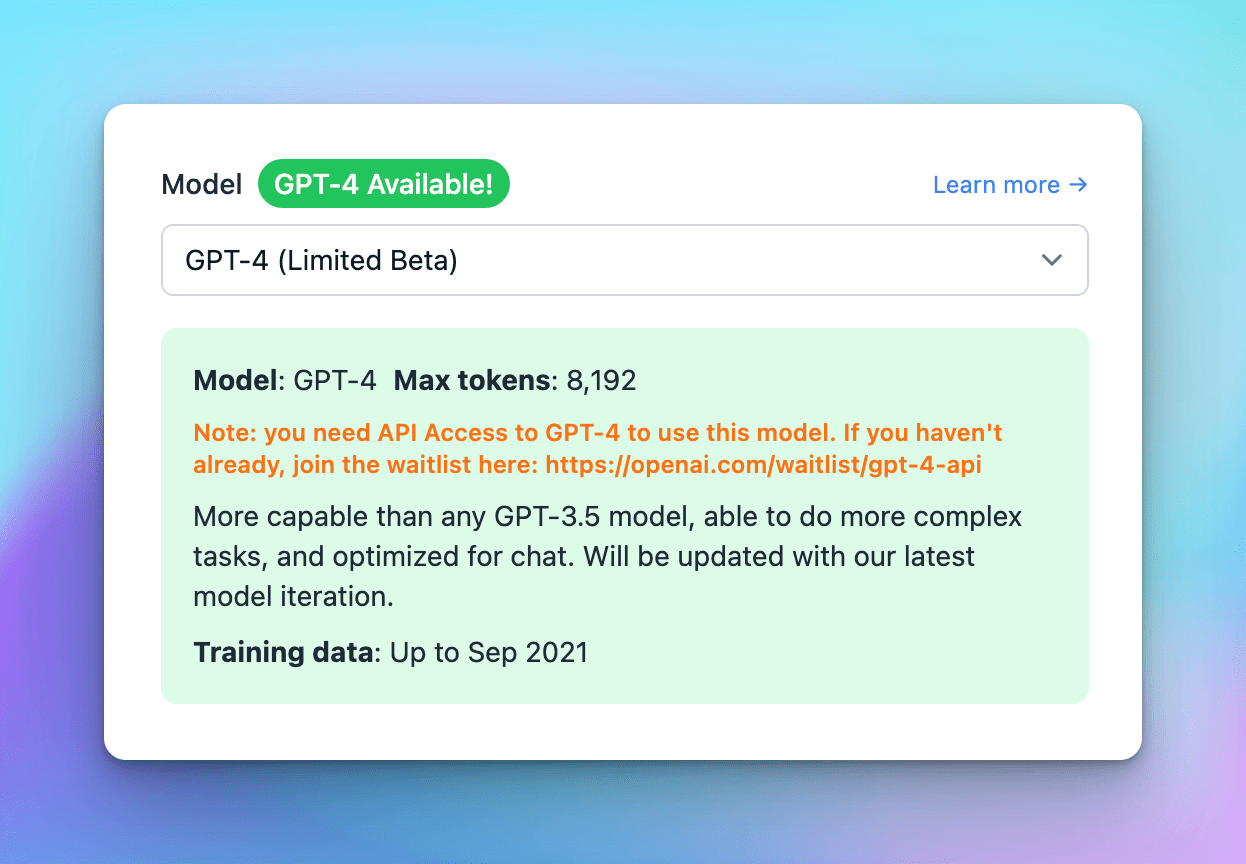 Model GPT-4 Available! Learn more →
GPT-4 (Limited Beta)
Model: GPT-4 Max tokens: 8,192
Note: you need API Access to GPT-4 to use this model. If you haven't
already, join the waitlist here: https://openai.com/waitlist/gpt-4-api
More capable than any GPT-3.5 model, able to do more complex
tasks, and optimized for chat. Will be updated with our latest
model iteration.
Training data: Up to Sep 2021